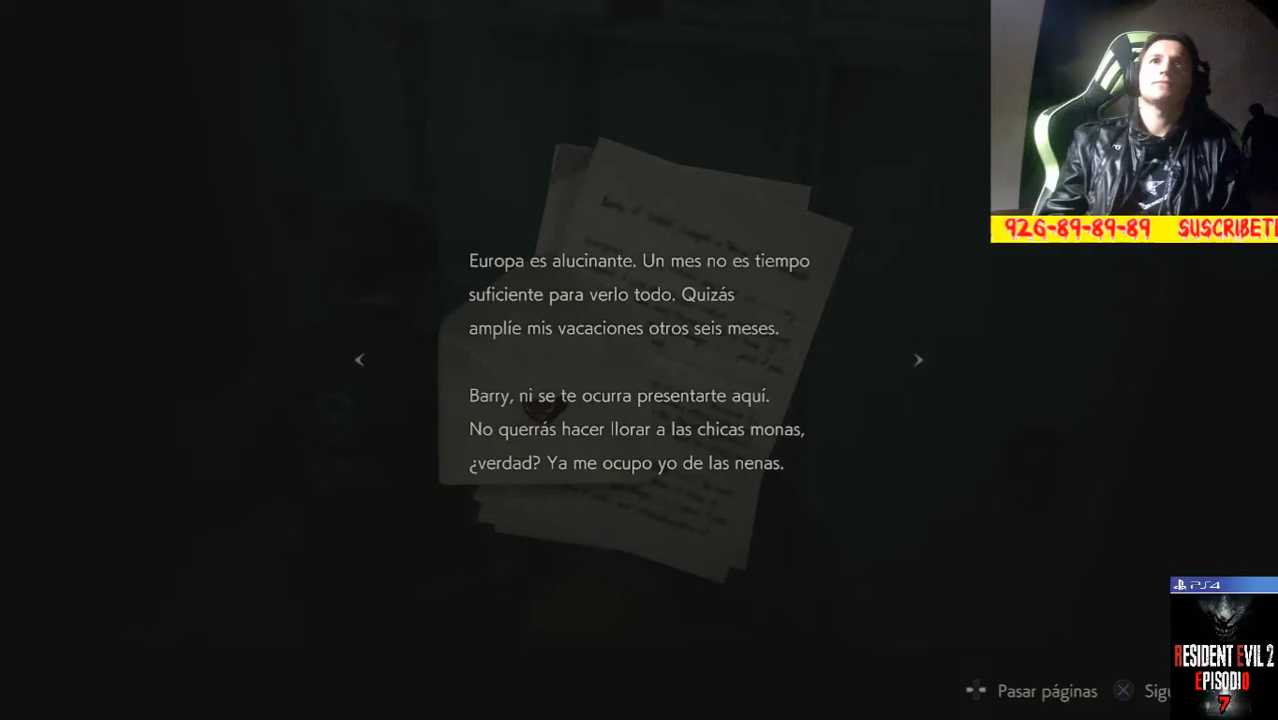 Europa es alucinante. Un mes no es tiempo
suficiente para verlo todo. Quizás
amplíe mis vacaciones otros seis meses.
Barry, ni se te ocurra presentarte aquí.
No querrás hacer llorar a las chicas monas,
¿verdad? Ya me ocupo yo de las nenas.
926-89-89-89 SUSCRIBETE
PS4
RESIDENT EVIL 2
EPISODIO
7
Pasar páginas